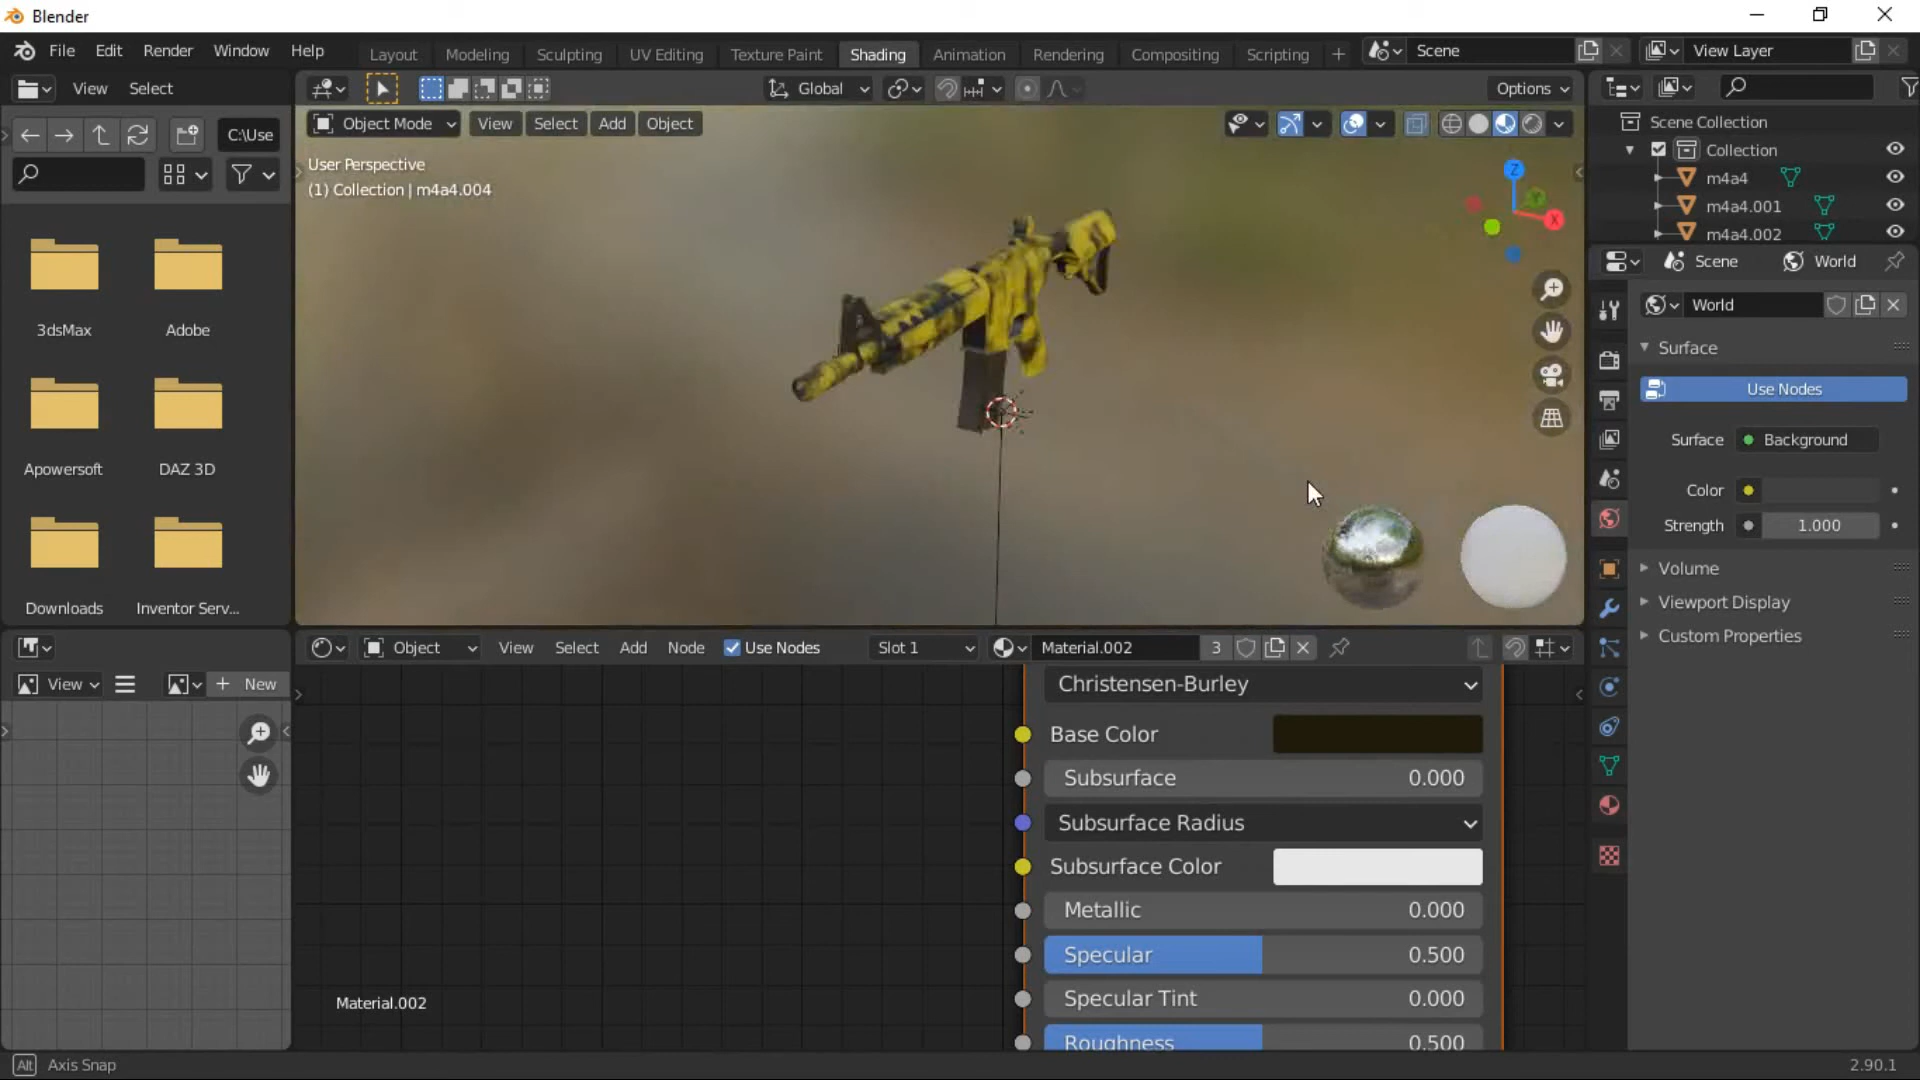 Blender
File Edit Render Window Help Layout Modeling Sculpting UV Editing Texture Paint Shading Animation Rendering Compositing Scripting + Scene View Layer
View Select Global Options
C:\Use
Object Mode View Select Add Object
User Perspective
(1) Collection | m4a4.004
Z
Y
X
Scene Collection
Collection
m4a4
m4a4.001
m4a4.002
Scene World
World
Surface
Use Nodes
Surface Background
Color
Strength 1.000
Volume
Viewport Display
Custom Properties
3dsMax Adobe
Apowersoft DAZ 3D
Downloads Inventor Serv...
Object View Select Add Node Use Nodes Slot 1 Material.002 3
View + New
Christensen-Burley
Base Color
Subsurface 0.000
Subsurface Radius
Subsurface Color
Metallic 0.000
Specular 0.500
Specular Tint 0.000
Roughness 0.500
Material.002
Alt Axis Snap 2.90.1